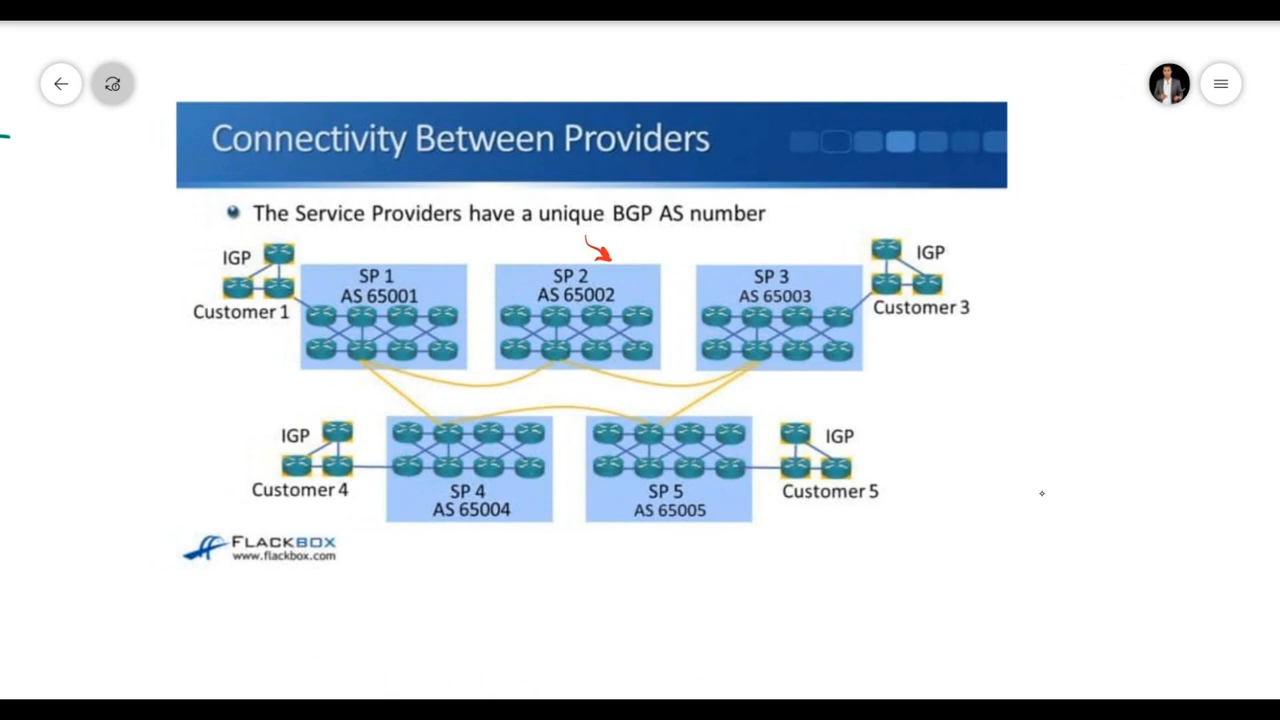 Connectivity Between Providers
The Service Providers have a unique BGP AS number
IGP
Customer 1
SP 1
AS 65001
SP 2
AS 65002
SP 3
AS 65003
IGP
Customer 3
IGP
Customer 4
SP 4
AS 65004
SP 5
AS 65005
IGP
Customer 5
FLACKBOX
www.flackbox.com